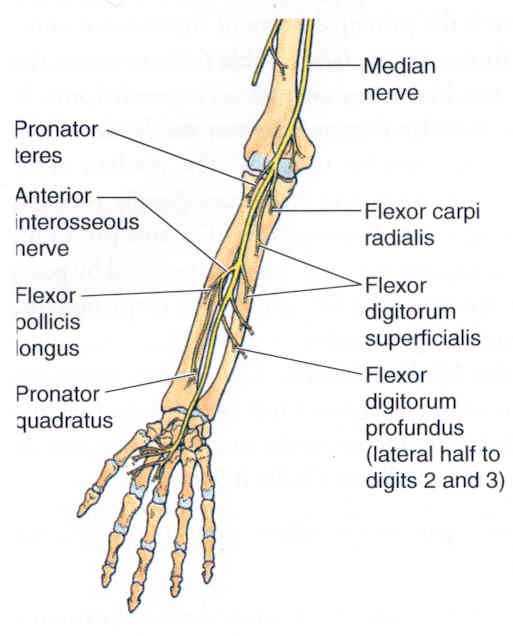 Median
nerve
Pronator
teres
Anterior
interosseous
nerve
Flexor carpi
radialis
Flexor
pollicis
longus
Flexor
digitorum
superficialis
Pronator
quadratus
Flexor
digitorum
profundus
(lateral half to
digits 2 and 3)